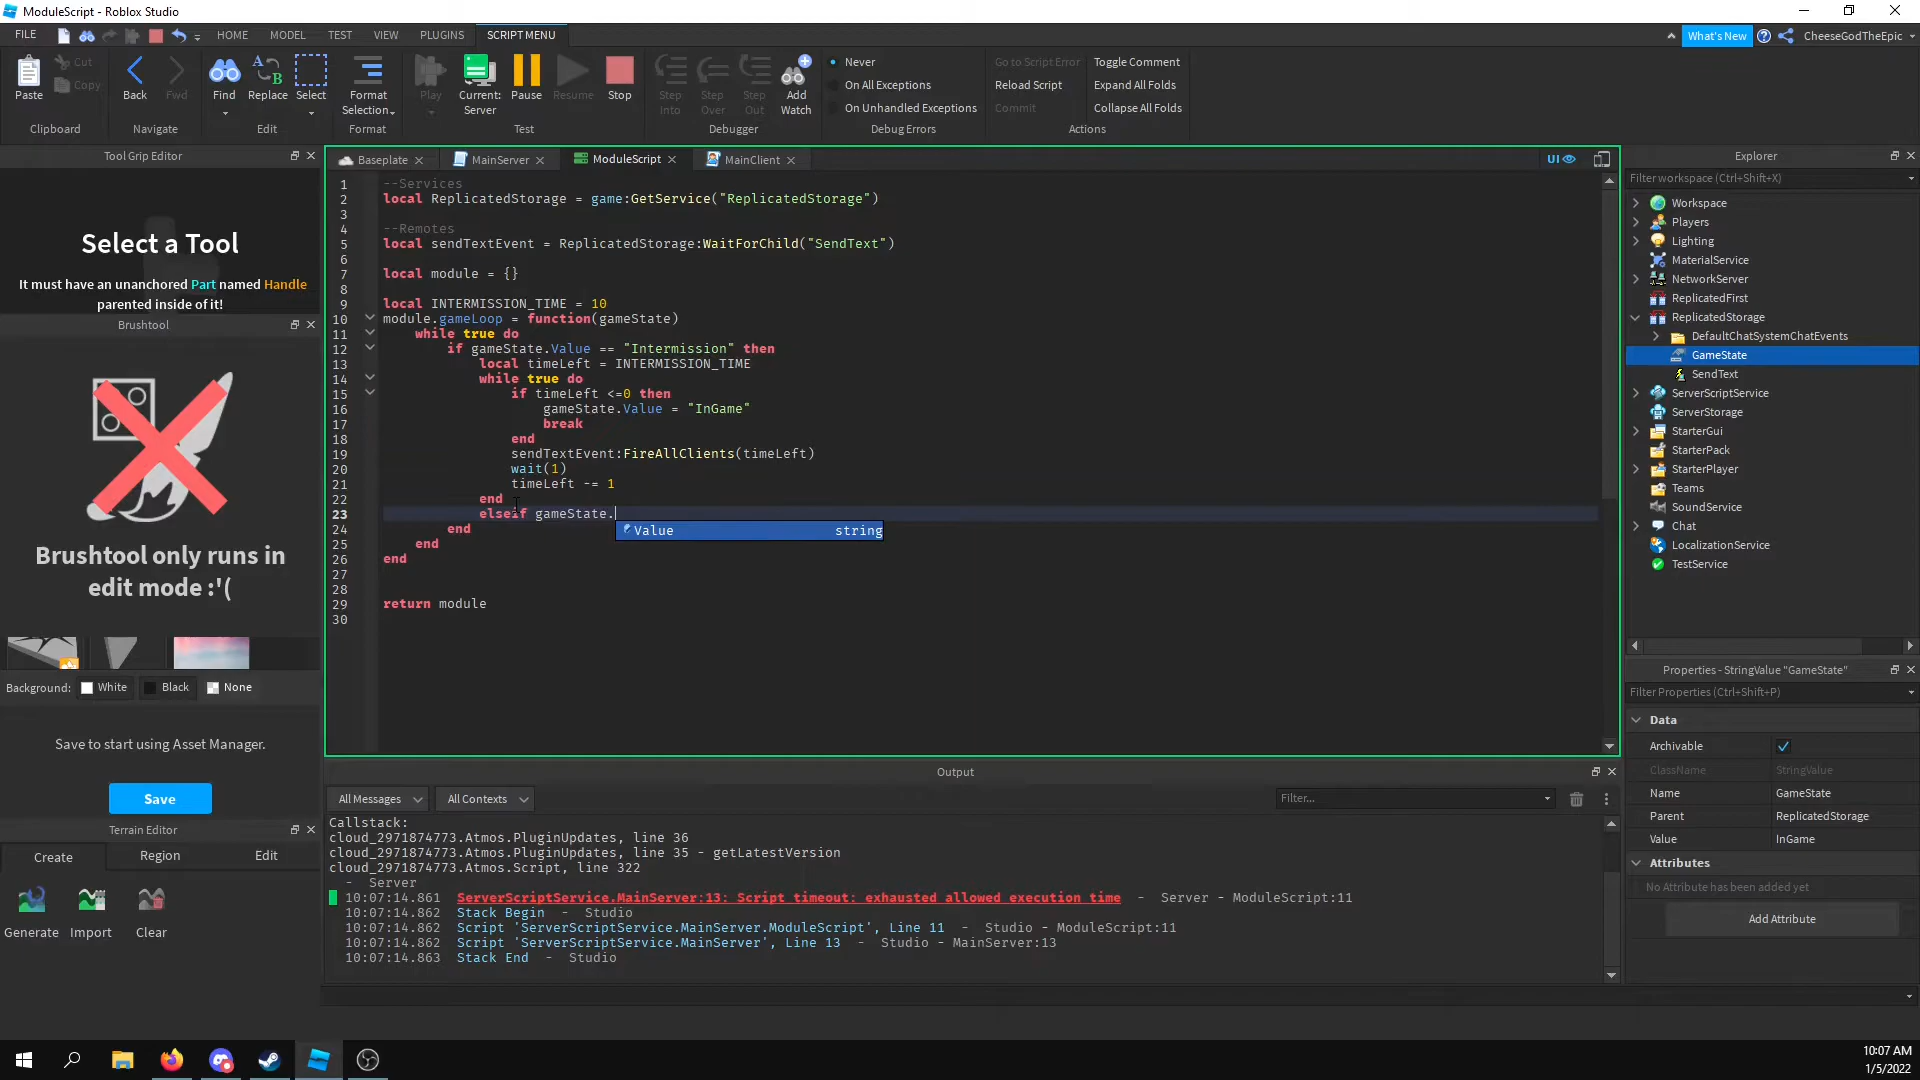 ModuleScript - Roblox Studio
FILE HOME MODEL TEST VIEW PLUGINS SCRIPT MENU What's New CheeseGodTheEpic
Paste Cut Copy
Clipboard
Back Fwd
Navigate
Find Replace Select
Edit
Format Selection
Format
Play Current: Server Pause Resume Stop
Test
Step Into Step Over Step Out Add Watch
Debugger
Never
On All Exceptions
On Unhandled Exceptions
Debug Errors
Go to Script Error Toggle Comment
Reload Script Expand All Folds
Commit Collapse All Folds
Actions
Tool Grip Editor
Select a Tool
It must have an unanchored Part named Handle
parented inside of it!
Brushtool
Brushtool only runs in
edit mode :'(
Background: White Black None
Save to start using Asset Manager.
Save
Terrain Editor
Create Region Edit
Generate Import Clear
Baseplate MainServer ModuleScript MainClient UI
1 --Services
2 local ReplicatedStorage = game:GetService("ReplicatedStorage")
3
4 --Remotes
5 local sendTextEvent = ReplicatedStorage:WaitForChild("SendText")
6
7 local module = {}
8
9 local INTERMISSION_TIME = 10
10 module.gameLoop = function(gameState)
11 while true do
12 if gameState.Value == "Intermission" then
13 local timeLeft = INTERMISSION_TIME
14 while true do
15 if timeLeft <=0 then
16 gameState.Value = "InGame"
17 break
18 end
19 sendTextEvent:FireAllClients(timeLeft)
20 wait(1)
21 timeLeft -= 1
22 end
23 elseif gameState.
Value string
24 end
25 end
26 end
27
28
29 return module
30
Output
All Messages All Contexts Filter...
Callstack:
cloud_2971874773.Atmos.PluginUpdates, line 36
cloud_2971874773.Atmos.PluginUpdates, line 35 - getLatestVersion
cloud_2971874773.Atmos.Script, line 322
- Server
10:07:14.861 ServerScriptService.MainServer:13: Script timeout: exhausted allowed execution time - Server - ModuleScript:11
10:07:14.862 Stack Begin - Studio
10:07:14.862 Script 'ServerScriptService.MainServer.ModuleScript', Line 11 - Studio - ModuleScript:11
10:07:14.862 Script 'ServerScriptService.MainServer', Line 13 - Studio - MainServer:13
10:07:14.863 Stack End - Studio
Explorer
Filter workspace (Ctrl+Shift+X)
Workspace
Players
Lighting
MaterialService
NetworkServer
ReplicatedFirst
ReplicatedStorage
DefaultChatSystemChatEvents
GameState
SendText
ServerScriptService
ServerStorage
StarterGui
StarterPack
StarterPlayer
Teams
SoundService
Chat
LocalizationService
TestService
Properties - StringValue "GameState"
Filter Properties (Ctrl+Shift+P)
Data
Archivable
ClassName StringValue
Name GameState
Parent ReplicatedStorage
Value InGame
Attributes
No Attribute has been added yet
Add Attribute
10:07 AM
1/5/2022